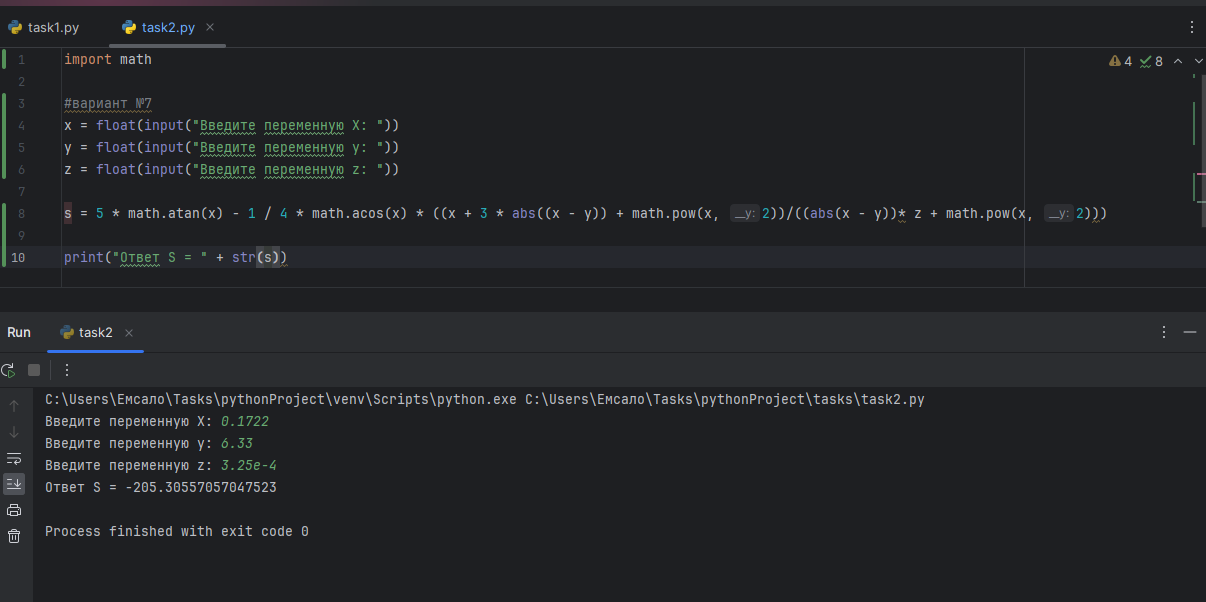 task1.py task2.py
1 import math 4 8
2
3 #вариант №7
4 x = float(input("Введите переменную X: "))
5 y = float(input("Введите переменную y: "))
6 z = float(input("Введите переменную z: "))
7
8 s = 5 * math.atan(x) - 1 / 4 * math.acos(x) * ((x + 3 * abs((x - y)) + math.pow(x, __y: 2))/((abs(x - y))* z + math.pow(x, __y: 2)))
9
10 print("Ответ S = " + str(s))
Run task2
C:\Users\Емсало\Tasks\pythonProject\venv\Scripts\python.exe C:\Users\Емсало\Tasks\pythonProject\tasks\task2.py
Введите переменную X: 0.1722
Введите переменную y: 6.33
Введите переменную z: 3.25e-4
Ответ S = -205.30557057047523
Process finished with exit code 0